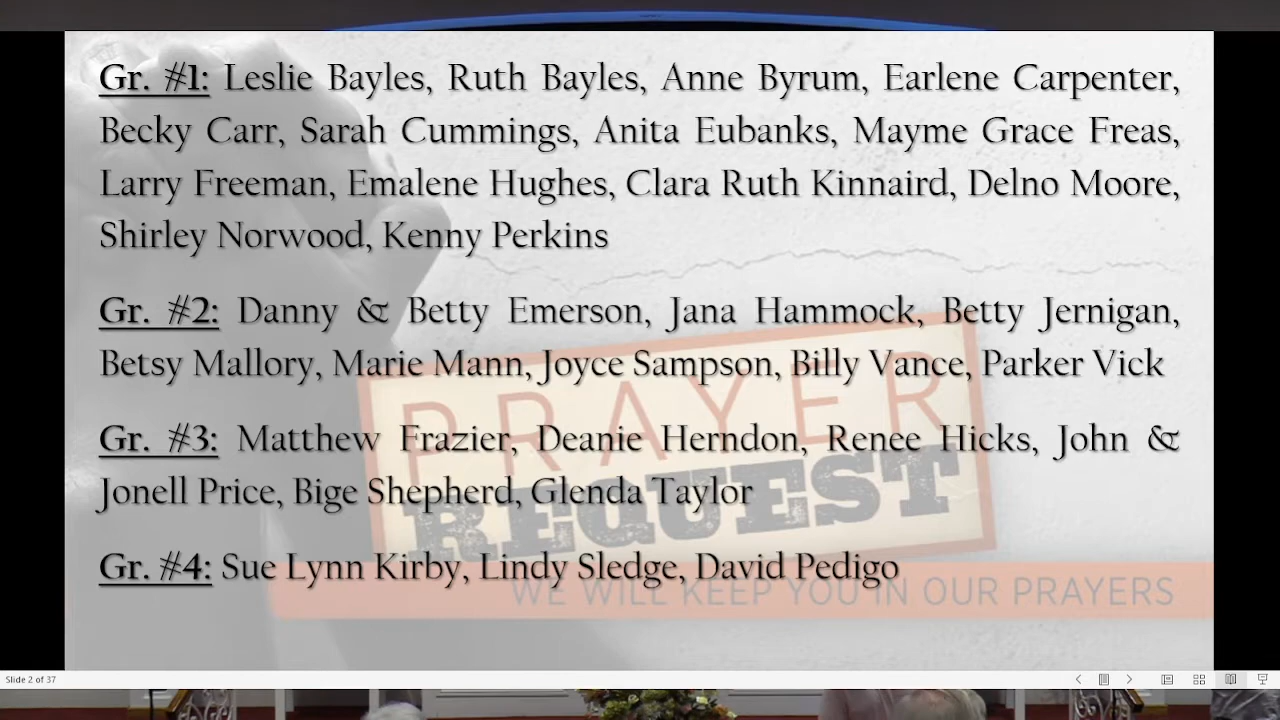 Gr. #1: Leslie Bayles, Ruth Bayles, Anne Byrum, Earlene Carpenter,
Becky Carr, Sarah Cummings, Anita Eubanks, Mayme Grace Freas,
Larry Freeman, Emalene Hughes, Clara Ruth Kinnaird, Delno Moore,
Shirley Norwood, Kenny Perkins
Gr. #2: Danny & Betty Emerson, Jana Hammock, Betty Jernigan,
Betsy Mallory, Marie Mann, Joyce Sampson, Billy Vance, Parker Vick
Gr. #3: Matthew Frazier, Deanie Herndon, Renee Hicks, John &
Jonell Price, Bige Shepherd, Glenda Taylor
Gr. #4: Sue Lynn Kirby, Lindy Sledge, David Pedigo
PRAYER
REQUEST
WE WILL KEEP YOU IN OUR PRAYERS
Slide 2 of 37